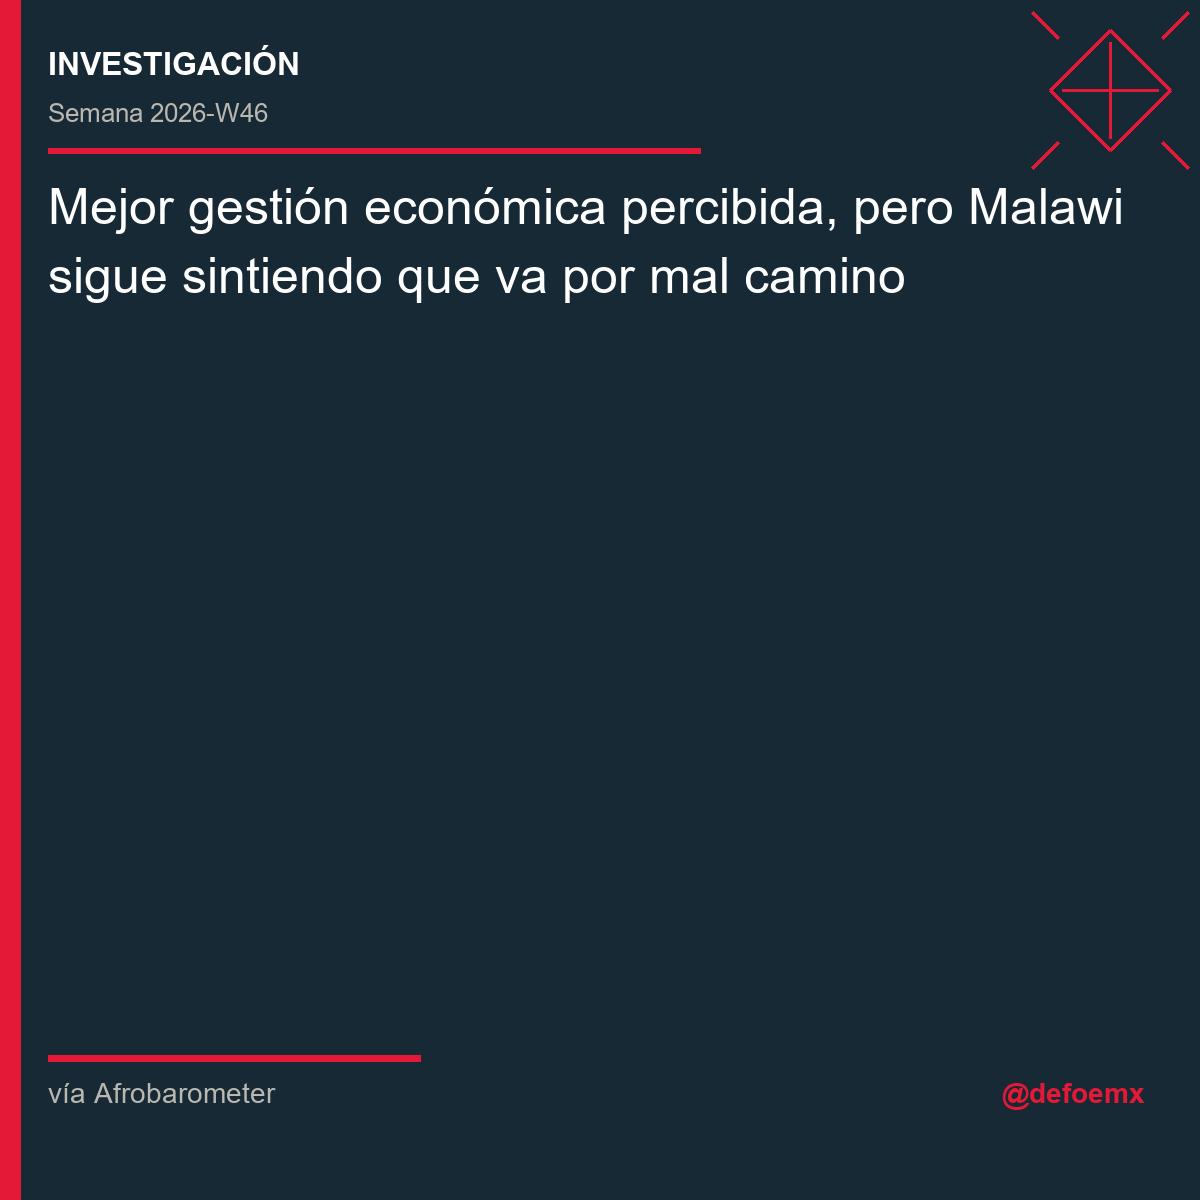 INVESTIGACIÓN
Semana 2026-W46
Mejor gestión económica percibida, pero Malawi
sigue sintiendo que va por mal camino
vía Afrobarometer
@defoemx